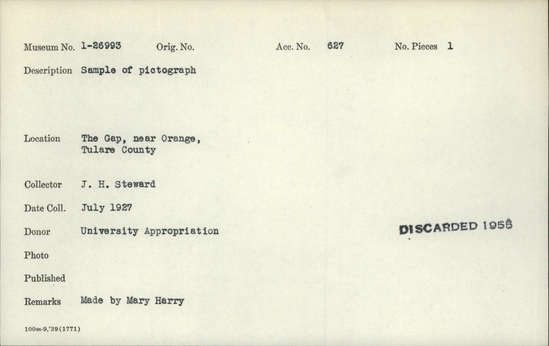 Museum No. 1-26993 Orig. No. Acc. No. 627 No. Pieces 1
Description Sample of pictograph
Location The Gap, near Orange,
Tulare County
Collector J. H. Steward
Date Coll. July 1927
Donor University Appropriation
DISCARDED 1958
Photo
Published
Remarks Made by Mary Harry
100m-9,'39(1771)